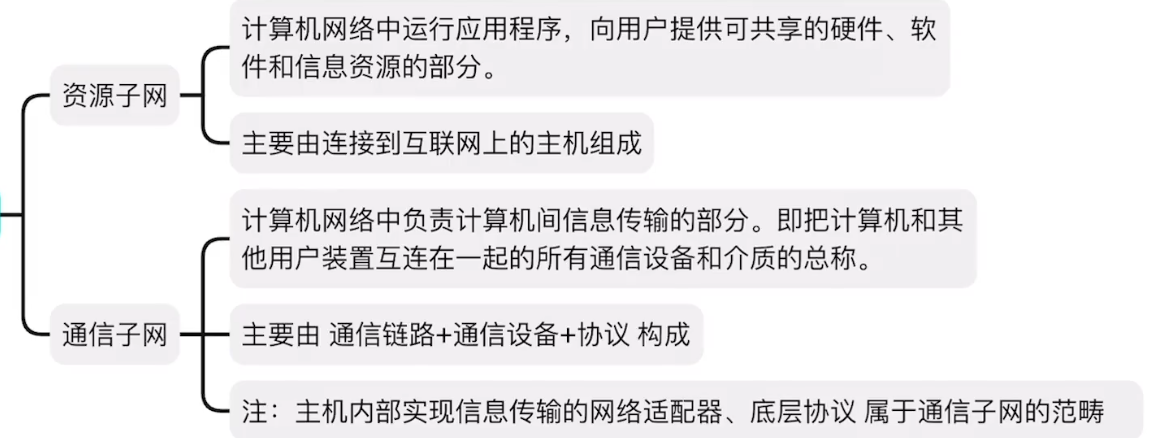 计算机网络中运行应用程序，向用户提供可共享的硬件、软
件和信息资源的部分。
资源子网
主要由连接到互联网上的主机组成
计算机网络中负责计算机间信息传输的部分。即把计算机和其
他用户装置互连在一起的所有通信设备和介质的总称。
通信子网
主要由 通信链路+通信设备+协议 构成
注：主机内部实现信息传输的网络适配器、底层协议 属于通信子网的范畴